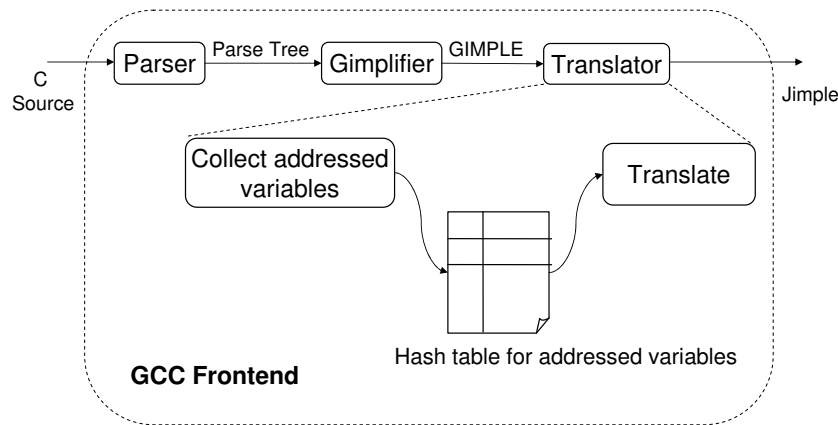 Parser
Parse Tree
Gimplifier
GIMPLE
Translator
C
Source
Jimple
Collect addressed
variables
Translate
Hash table for addressed variables
GCC Frontend